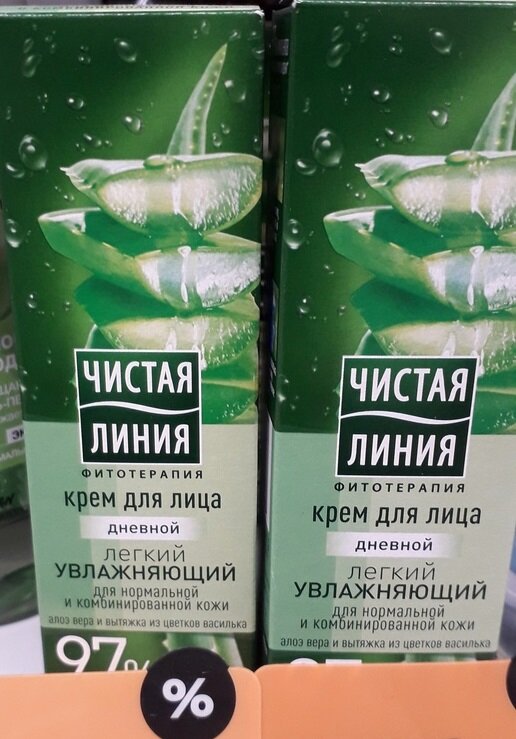 ЧИСТАЯ
ЛИНИЯ
ФИТОТЕРАПИЯ
крем для лица
дневной
легкий
УВЛАЖНЯЮЩИЙ
для нормальной
и комбинированной кожи
алоэ вера и вытяжка из цветков василька
97%
%
ЧИСТАЯ
ЛИНИЯ
ФИТОТЕРАПИЯ
крем для лица
дневной
легкий
УВЛАЖНЯЮЩИЙ
для нормальной
и комбинированной кожи
алоэ вера и вытяжка из цветков василька